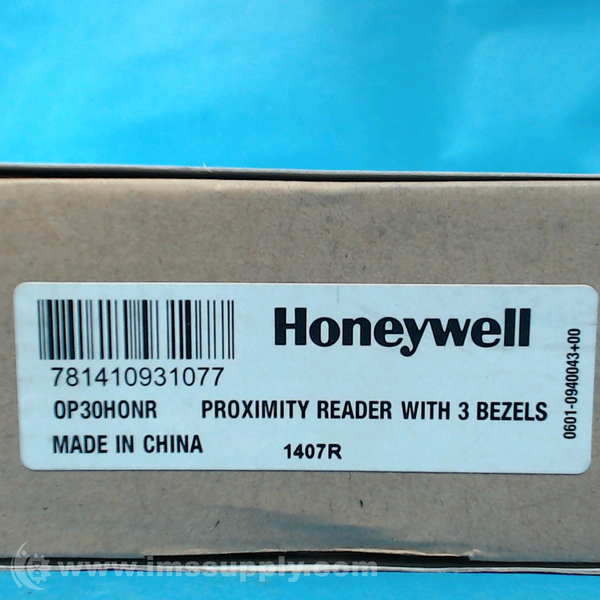 Honeywell
781410931077
OP30HONR PROXIMITY READER WITH 3 BEZELS
MADE IN CHINA 1407R
0601-0940043+00
www.imssupply.com